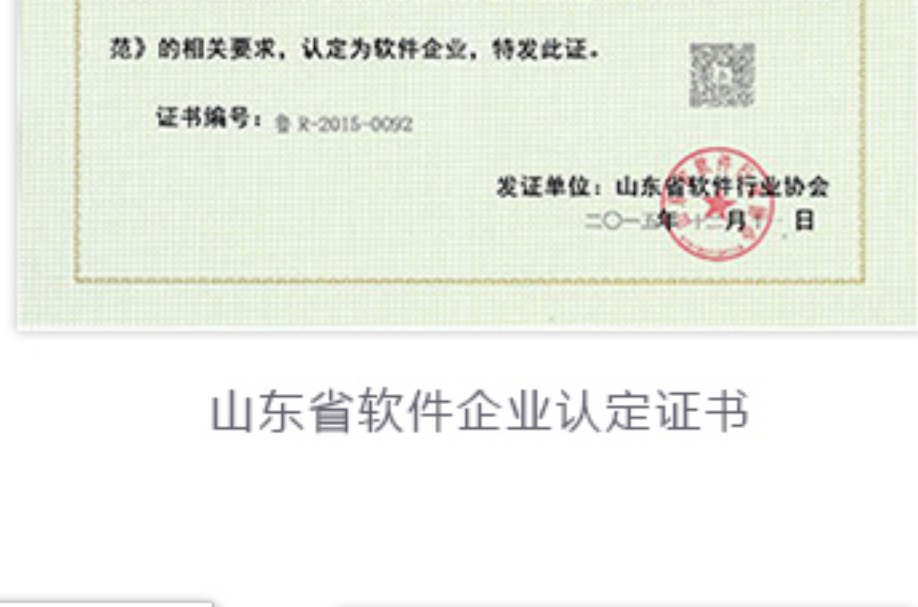 范》的相关要求，认定为软件企业，特发此证。
证书编号：鲁 R-2015-0092
发证单位：山东省软件行业协会
二〇一五年十二月 日
山东省软件企业认定证书